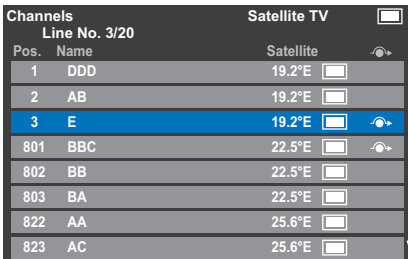 Channels Satellite TV
Line No. 3/20
Pos. Name Satellite
1 DDD 19.2°E
2 AB 19.2°E
3 E 19.2°E
801 BBC 22.5°E
802 BB 22.5°E
803 BA 22.5°E
822 AA 25.6°E
823 AC 25.6°E